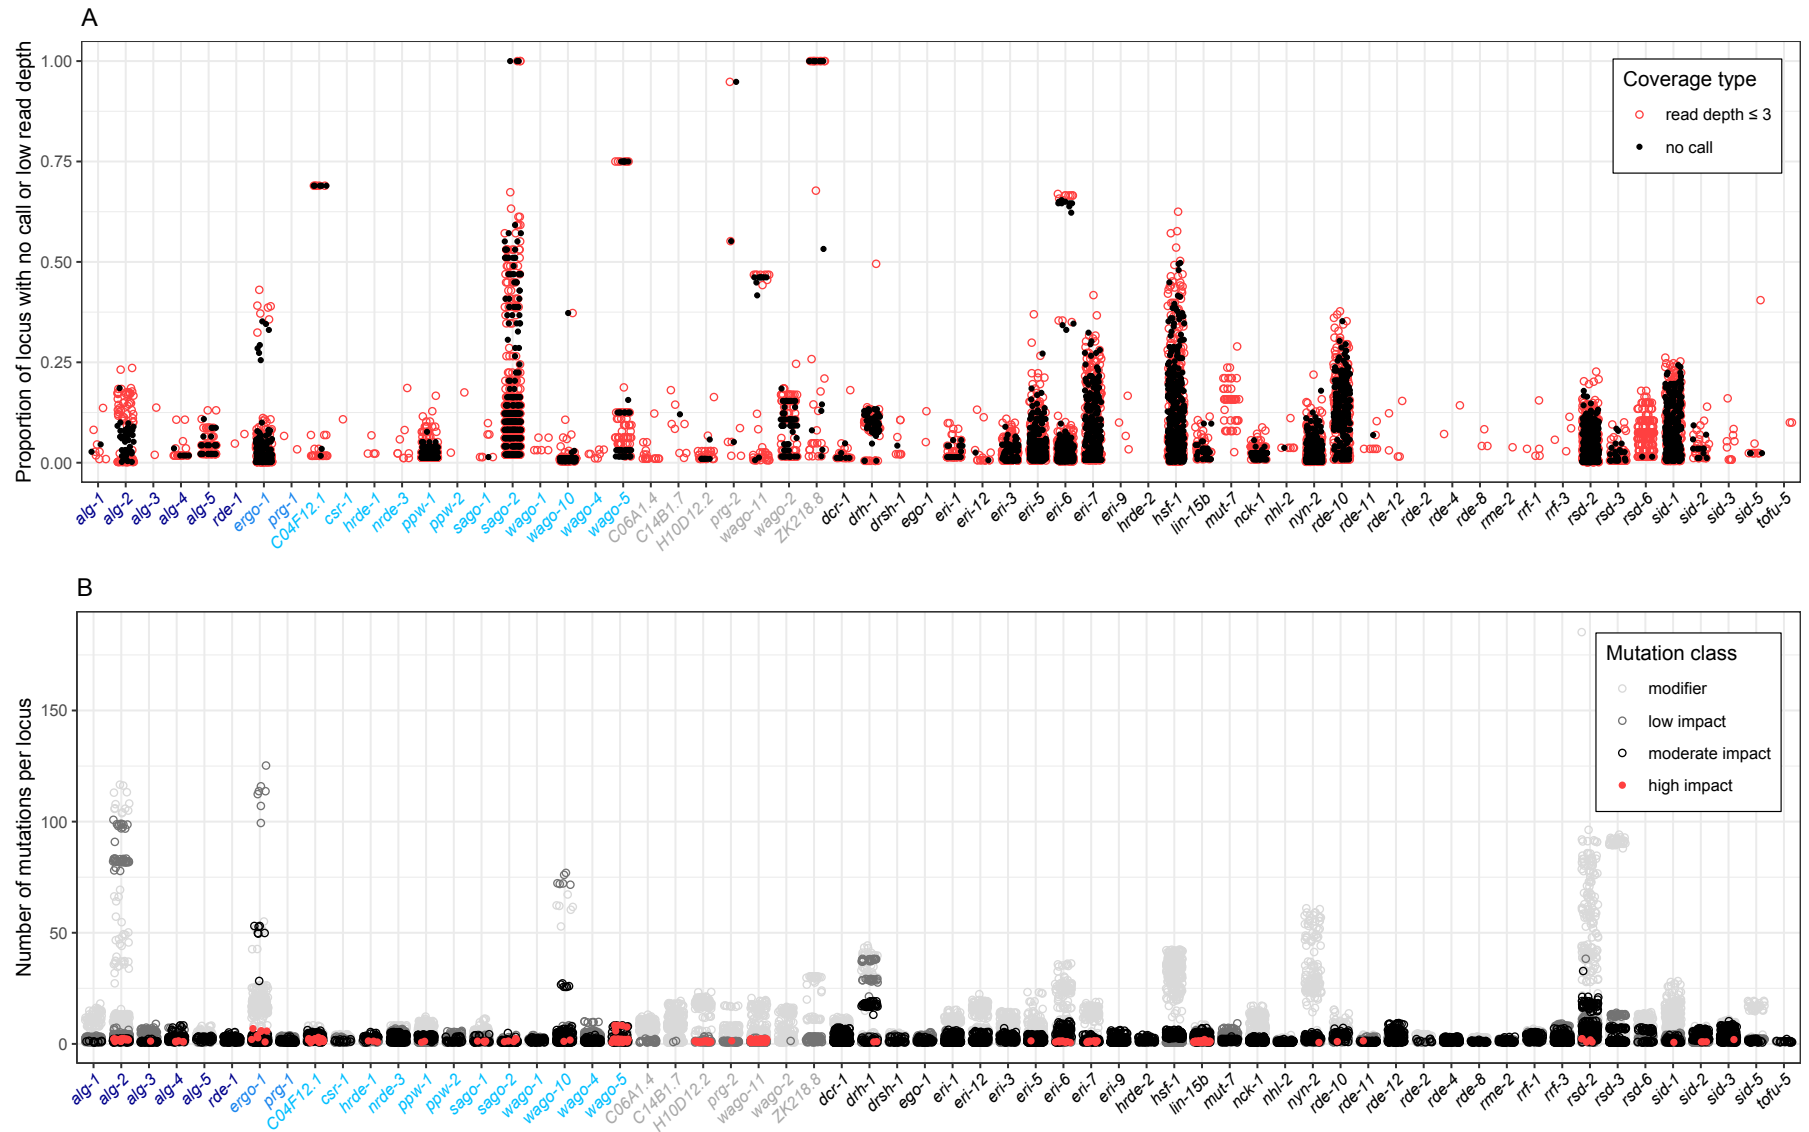 A
Proportion of locus with no call or low read depth
1.00
0.75
0.50
0.25
0.00
Coverage type
read depth ≤ 3
no call
alg-1 alg-2 alg-3 alg-4 alg-5 rde-1 ergo-1 prg-1 C04F12.1 csr-1 hrde-1 nrde-3 ppw-1 ppw-2 sago-1 sago-2 wago-1 wago-10 wago-4 wago-5 C06A1.4 C14B1.7 H10D12.2 prg-2 wago-11 wago-2 ZK218.8 dcr-1 drh-1 drsh-1 ego-1 eri-1 eri-12 eri-3 eri-5 eri-6 eri-7 eri-9 hrde-2 hsf-1 lin-15b mut-7 nck-1 nhl-2 nyn-2 rde-10 rde-11 rde-12 rde-2 rde-4 rde-8 rme-2 rrf-1 rrf-3 rsd-2 rsd-3 rsd-6 sid-1 sid-2 sid-3 sid-5 tofu-5
B
Number of mutations per locus
150
100
50
0
Mutation class
modifier
low impact
moderate impact
high impact
alg-1 alg-2 alg-3 alg-4 alg-5 rde-1 ergo-1 prg-1 C04F12.1 csr-1 hrde-1 nrde-3 ppw-1 ppw-2 sago-1 sago-2 wago-1 wago-10 wago-4 wago-5 C06A1.4 C14B1.7 H10D12.2 prg-2 wago-11 wago-2 ZK218.8 dcr-1 drh-1 drsh-1 ego-1 eri-1 eri-12 eri-3 eri-5 eri-6 eri-7 eri-9 hrde-2 hsf-1 lin-15b mut-7 nck-1 nhl-2 nyn-2 rde-10 rde-11 rde-12 rde-2 rde-4 rde-8 rme-2 rrf-1 rrf-3 rsd-2 rsd-3 rsd-6 sid-1 sid-2 sid-3 sid-5 tofu-5